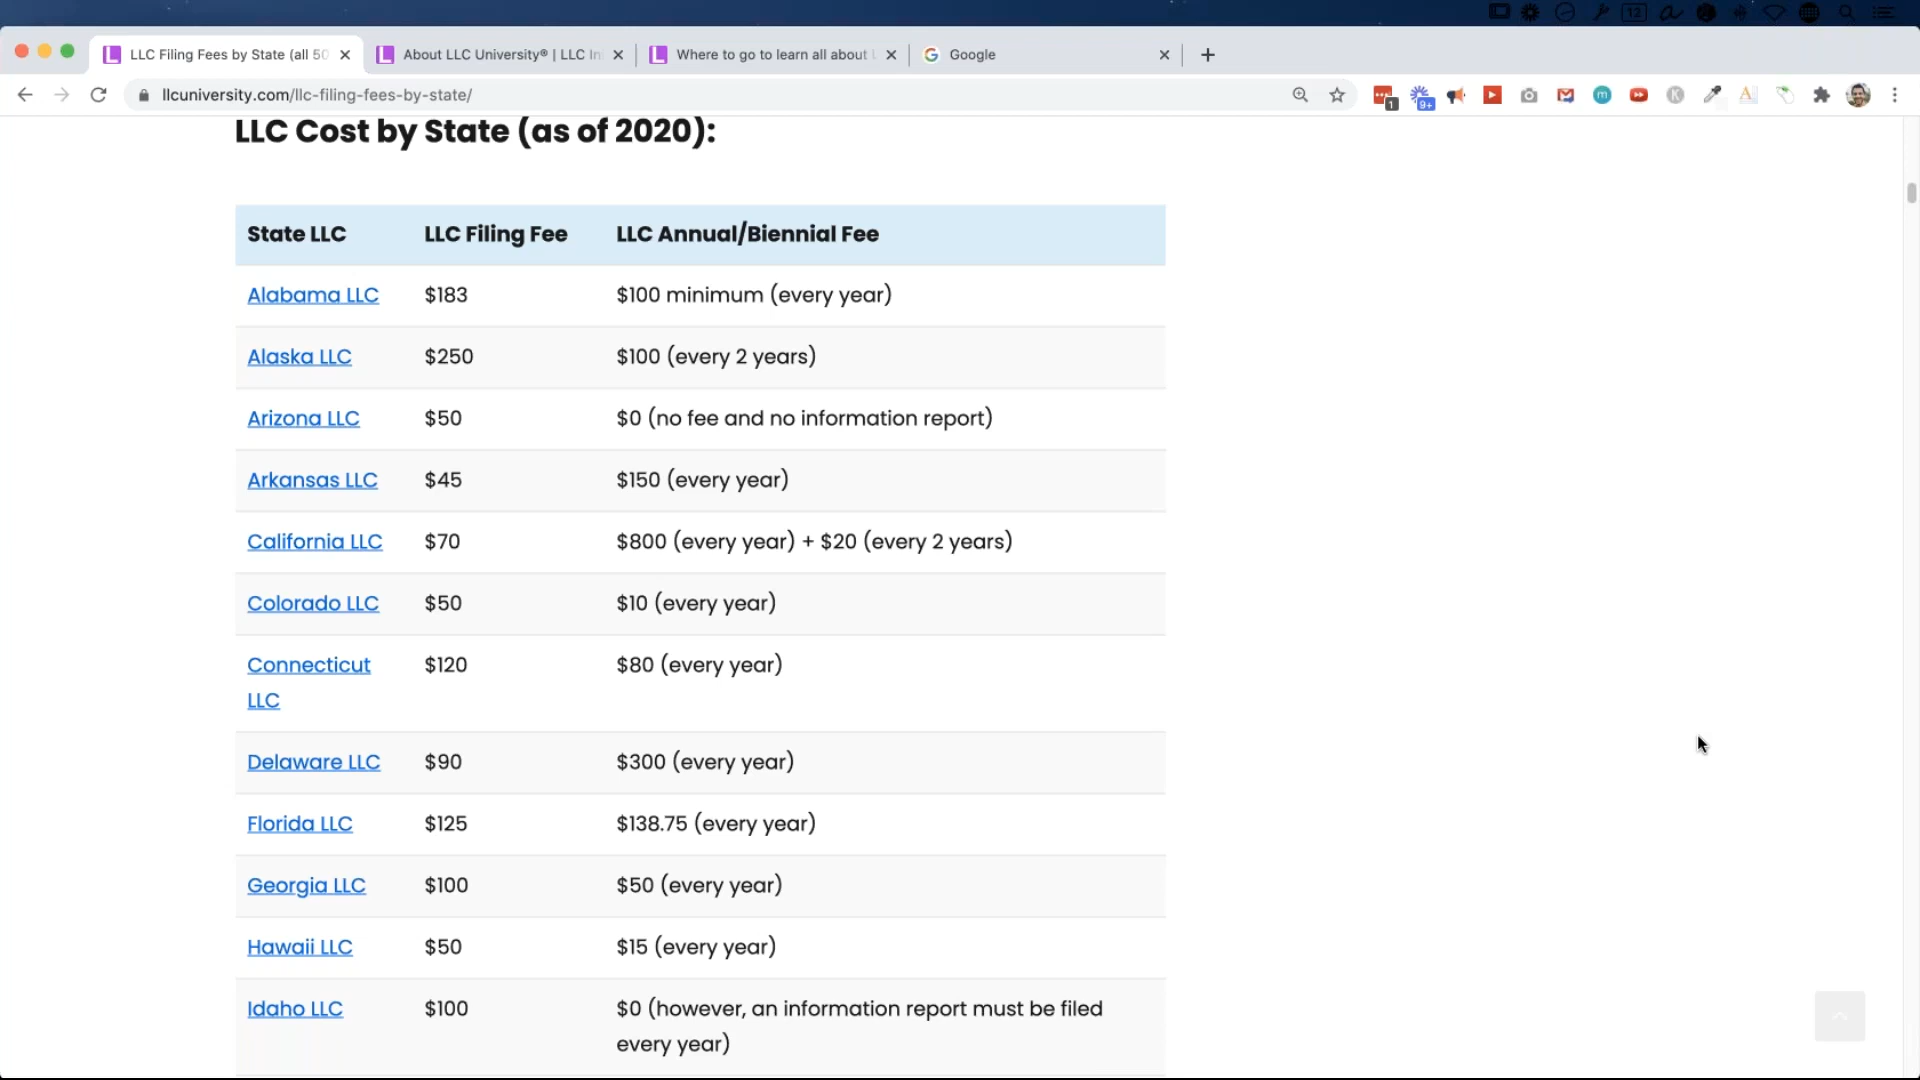 12
LLC Filing Fees by State (all 50
About LLC University® | LLC In
Where to go to learn all about
Google
llcuniversity.com/llc-filing-fees-by-state/
1
9+
LLC Cost by State (as of 2020):
State LLC LLC Filing Fee LLC Annual/Biennial Fee
Alabama LLC $183 $100 minimum (every year)
Alaska LLC $250 $100 (every 2 years)
Arizona LLC $50 $0 (no fee and no information report)
Arkansas LLC $45 $150 (every year)
California LLC $70 $800 (every year) + $20 (every 2 years)
Colorado LLC $50 $10 (every year)
Connecticut $120 $80 (every year)
LLC
Delaware LLC $90 $300 (every year)
Florida LLC $125 $138.75 (every year)
Georgia LLC $100 $50 (every year)
Hawaii LLC $50 $15 (every year)
Idaho LLC $100 $0 (however, an information report must be filed
every year)